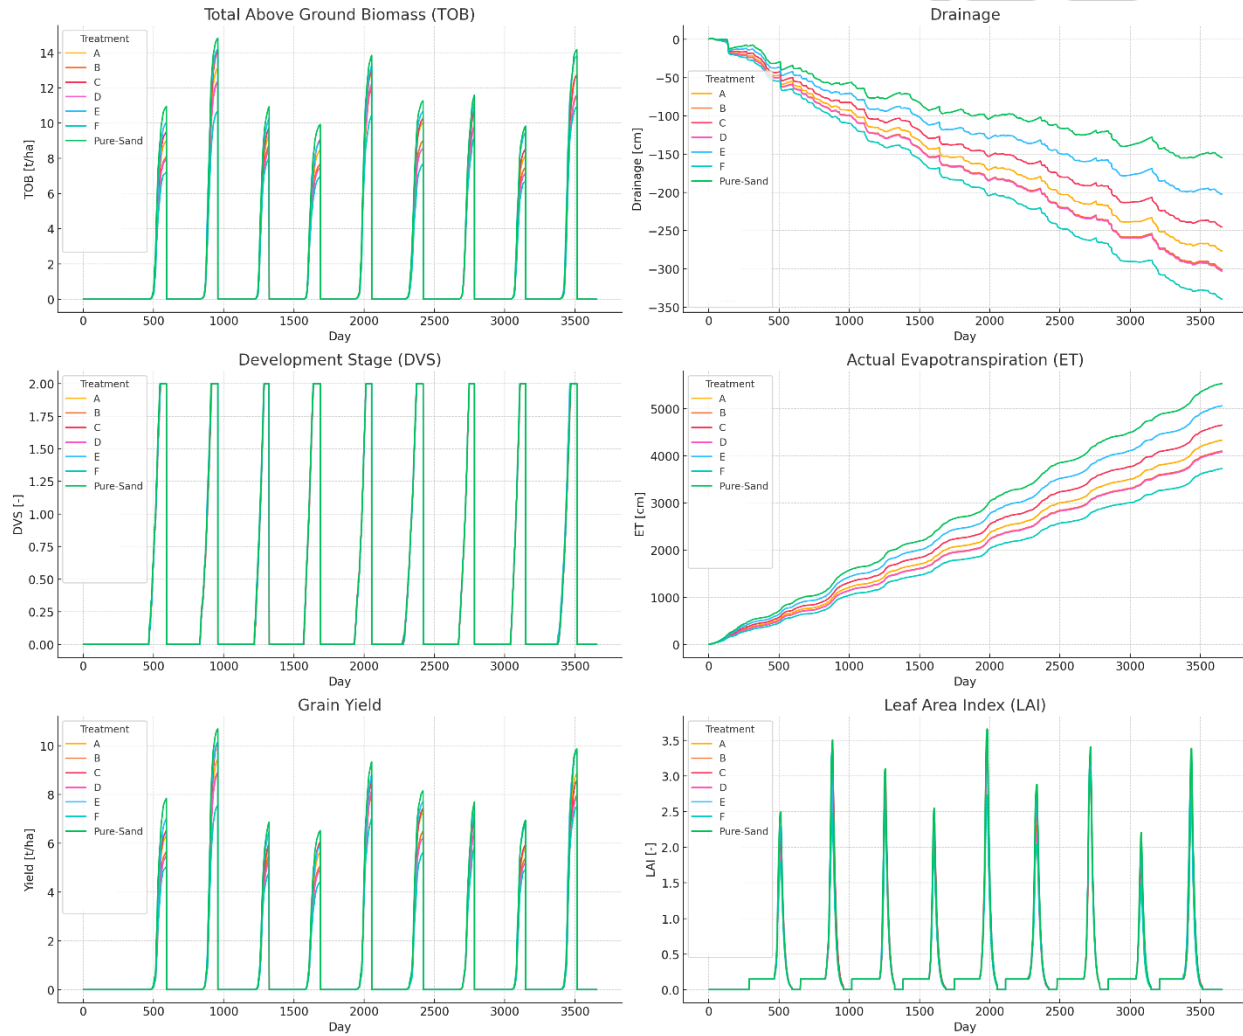 Total Above Ground Biomass (TOB)
TOB [t/ha]
14
12
10
8
6
4
2
0
Treatment
A
B
C
D
E
F
Pure-Sand
0
500
1000
1500
2000
2500
3000
3500
Day
Drainage
Drainage [cm]
0
−50
−100
−150
−200
−250
−300
−350
Treatment
A
B
C
D
E
F
Pure-Sand
0
500
1000
1500
2000
2500
3000
3500
Day
Development Stage (DVS)
DVS [-]
2.00
1.75
1.50
1.25
1.00
0.75
0.50
0.25
0.00
Treatment
A
B
C
D
E
F
Pure-Sand
0
500
1000
1500
2000
2500
3000
3500
Day
Actual Evapotranspiration (ET)
ET [cm]
5000
4000
3000
2000
1000
0
Treatment
A
B
C
D
E
F
Pure-Sand
0
500
1000
1500
2000
2500
3000
3500
Day
Grain Yield
Yield [t/ha]
10
8
6
4
2
0
Treatment
A
B
C
D
E
F
Pure-Sand
0
500
1000
1500
2000
2500
3000
3500
Day
Leaf Area Index (LAI)
LAI [-]
3.5
3.0
2.5
2.0
1.5
1.0
0.5
0.0
Treatment
A
B
C
D
E
F
Pure-Sand
0
500
1000
1500
2000
2500
3000
3500
Day